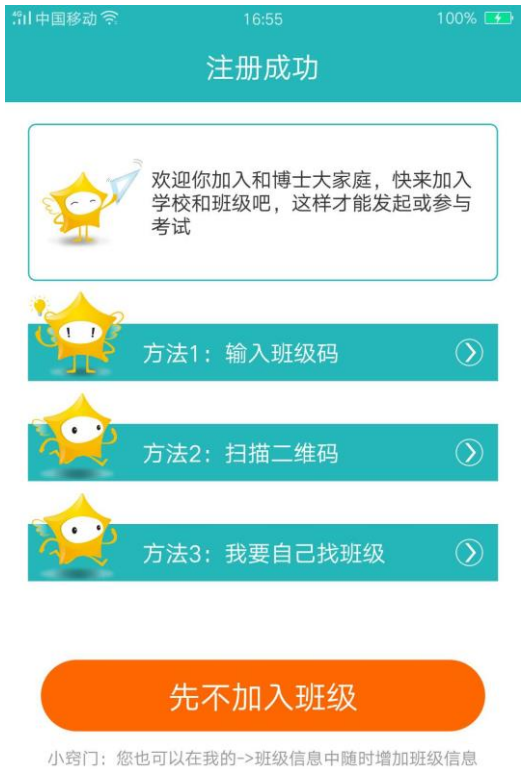 4G 中国移动 16:55 100%
注册成功
欢迎你加入和博士大家庭，快来加入
学校和班级吧，这样才能发起或参与
考试
方法1：输入班级码
方法2：扫描二维码
方法3：我要自己找班级
先不加入班级
小窍门：您也可以在我的->班级信息中随时增加班级信息